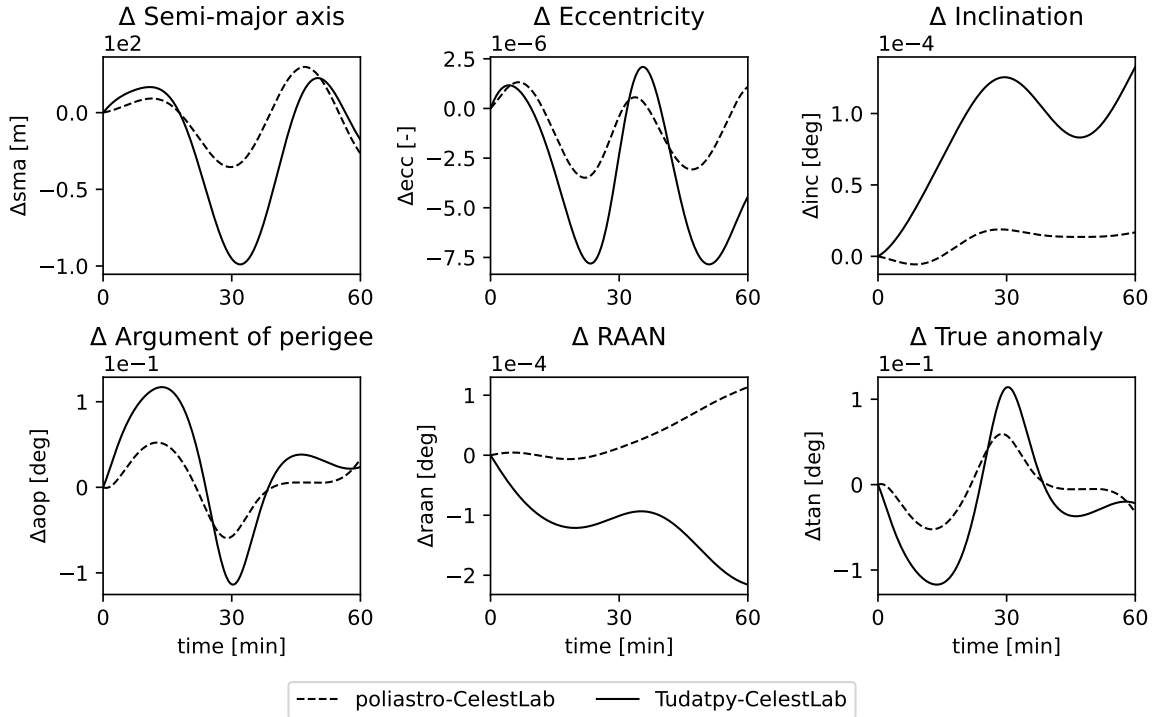 Δ Semi-major axis
Δ Eccentricity
Δ Inclination
1e2
1e−6
1e−4
Δsma [m]
0.0
−0.5
−1.0
0
30
60
Δecc [-]
2.5
0.0
−2.5
−5.0
−7.5
0
30
60
Δinc [deg]
1.0
0.5
0.0
0
30
60
Δ Argument of perigee
Δ RAAN
Δ True anomaly
1e−1
1e−4
1e−1
Δaop [deg]
1
0
−1
0
30
60
time [min]
Δraan [deg]
1
0
−1
−2
0
30
60
time [min]
Δtan [deg]
1
0
−1
0
30
60
time [min]
poliastro-CelestLab
Tudatpy-CelestLab